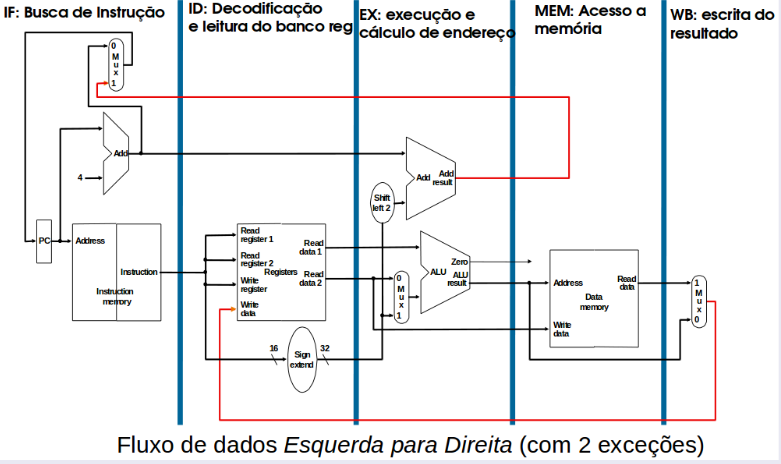 IF: Busca de Instrução
ID: Decodificação
e leitura do banco reg
EX: execução e
cálculo de endereço
MEM: Acesso a
memória
WB: escrita do
resultado
0
M
u
x
1
Add
4
PC
Address
Instruction
Instruction
memory
Read
register 1
Read
register 2
Write
register
Write
data
Registers
Read
data 1
Read
data 2
16
Sign
extend
32
Add
Add
result
Shift
left 2
0
M
u
x
1
ALU
Zero
ALU
result
Address
Read
data
Data
memory
Write
data
1
M
u
x
0
Fluxo de dados Esquerda para Direita (com 2 exceções)